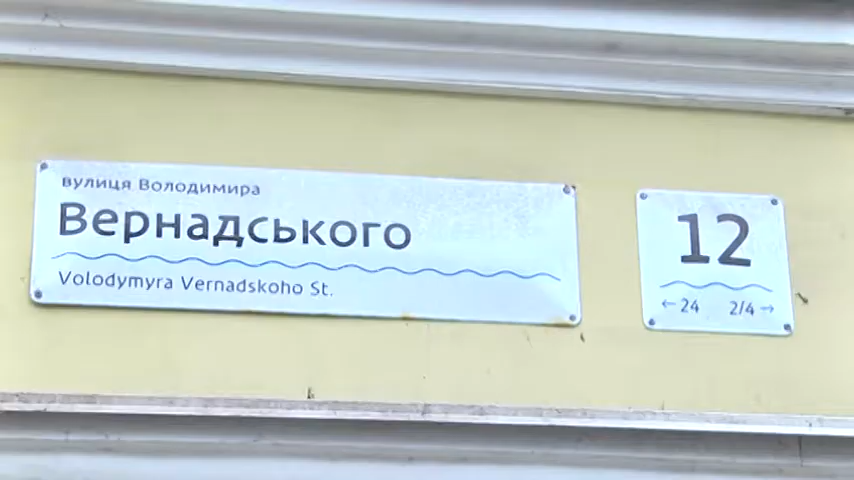 вулиця Володимира
Вернадського
Volodymyra Vernadskoho St.
12
←24 2/4→